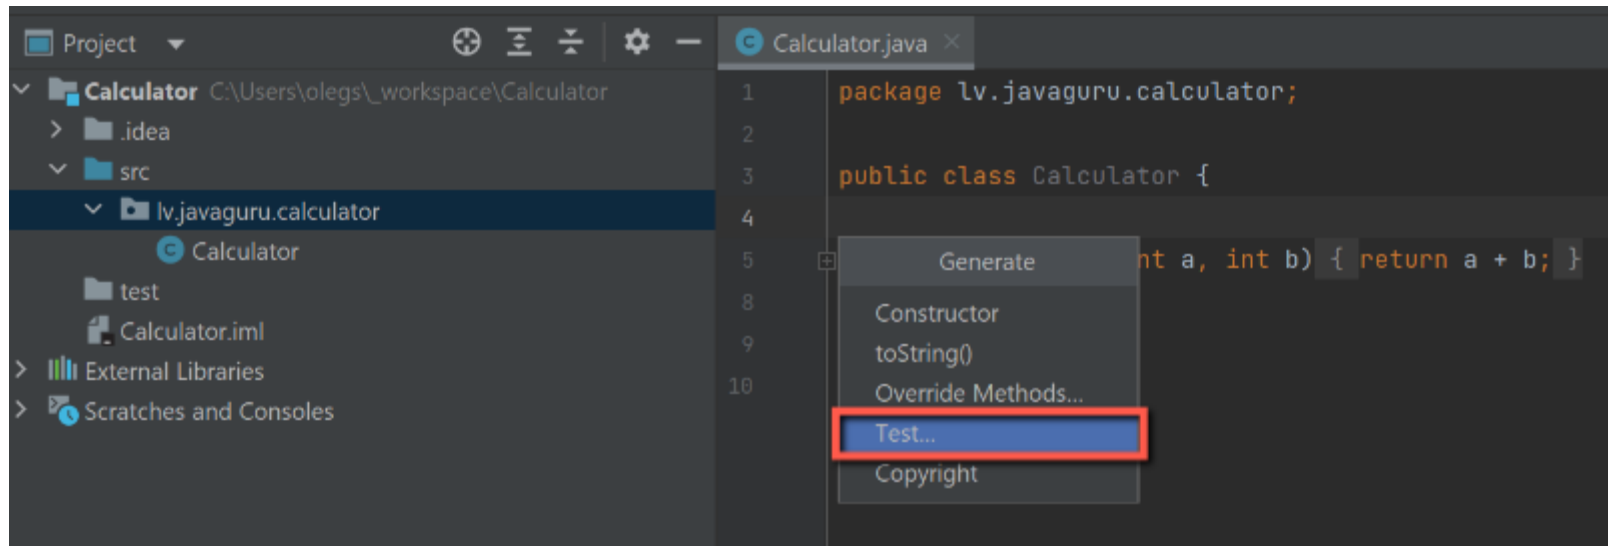 Project
Calculator C:\Users\olegs\_workspace\Calculator
.idea
src
lv.javaguru.calculator
Calculator
test
Calculator.iml
External Libraries
Scratches and Consoles
Calculator.java
1 package lv.javaguru.calculator;
2
3 public class Calculator {
4
5 nt a, int b) { return a + b; }
8
9
10
Generate
Constructor
toString()
Override Methods...
Test...
Copyright